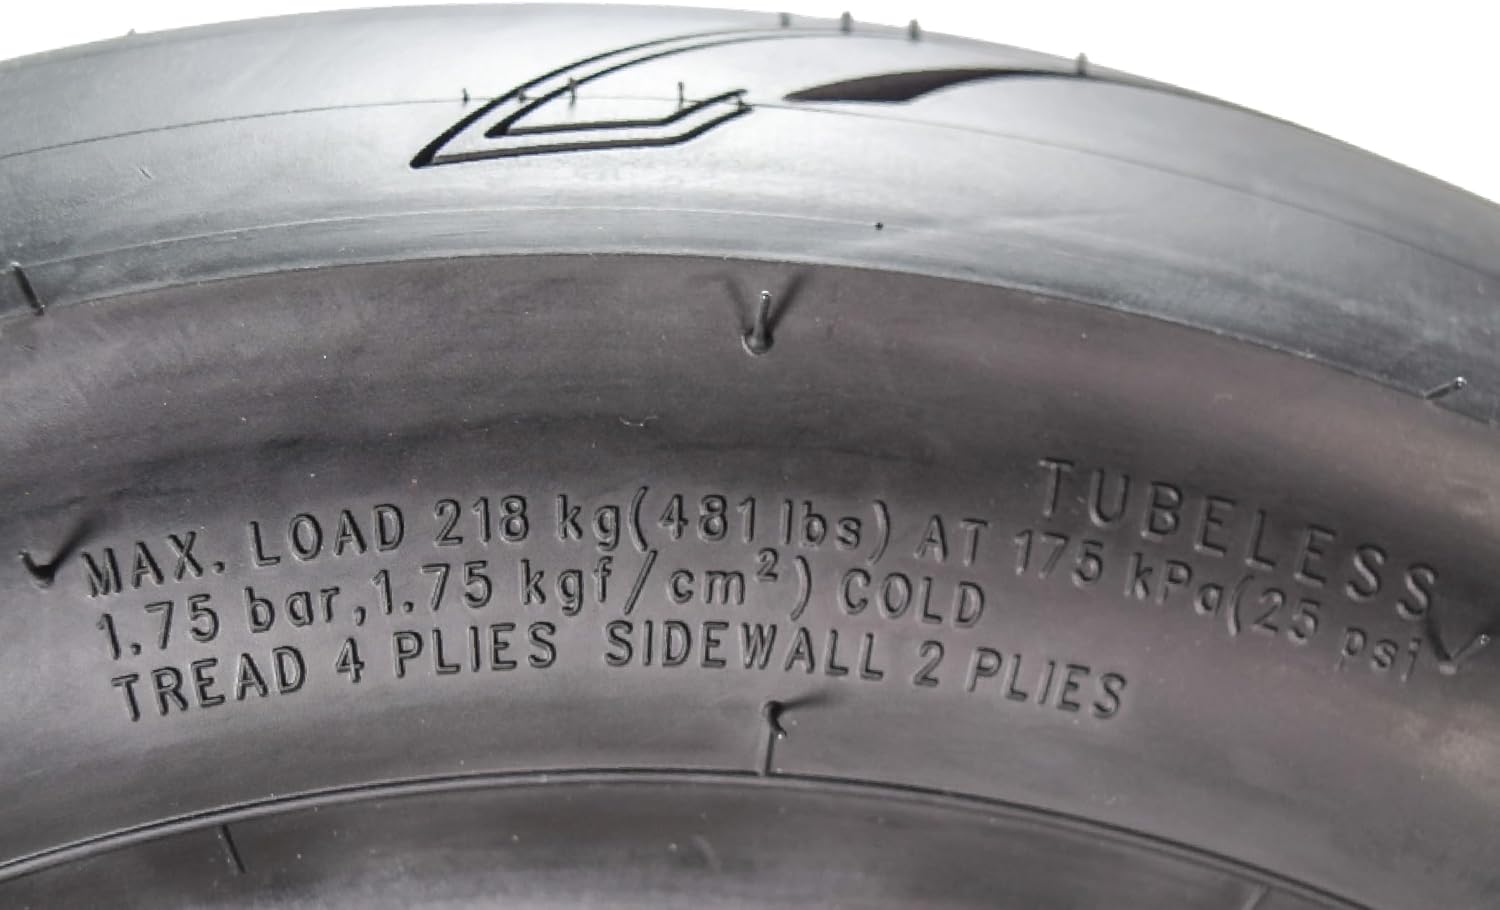 TUBELESS
MAX. LOAD 218 kg(481 lbs) AT 175 kPa(25 psi
1.75 bar,1.75 kgf/cm²) COLD
TREAD 4 PLIES SIDEWALL 2 PLIES